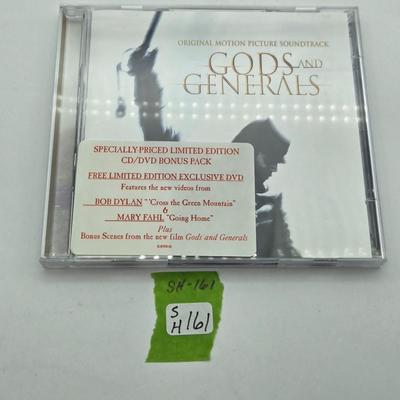 ORIGINAL MOTION PICTURE SOUNDTRACK
GODS AND
GENERALS
SPECIALLY-PRICED LIMITED EDITION
CD/DVD BONUS PACK
FREE LIMITED EDITION EXCLUSIVE DVD
Features the new videos from
BOB DYLAN "'Cross the Green Mountain"
&
MARY FAHL "Going Home"
Plus
Bonus Scenes from the new film Gods and Generals
SH-161
SH161